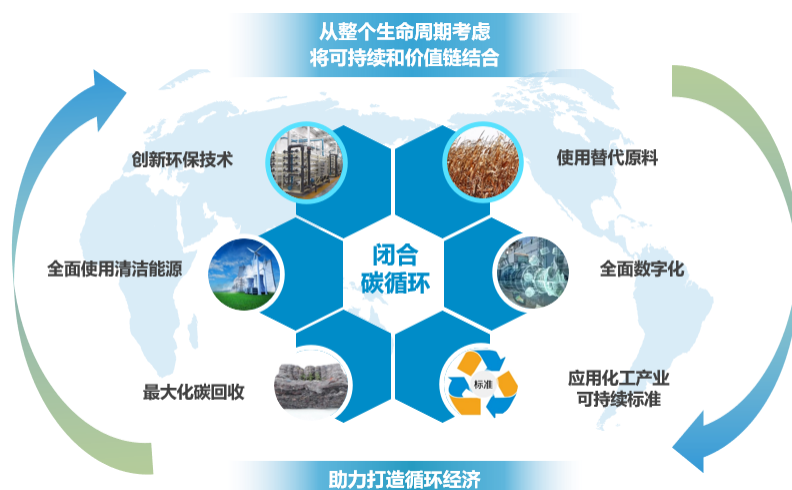 从整个生命周期考虑
将可持续和价值链结合
创新环保技术
使用替代原料
闭合
碳循环
全面使用清洁能源
全面数字化
最大化碳回收
标准
应用化工产业
可持续标准
助力打造循环经济